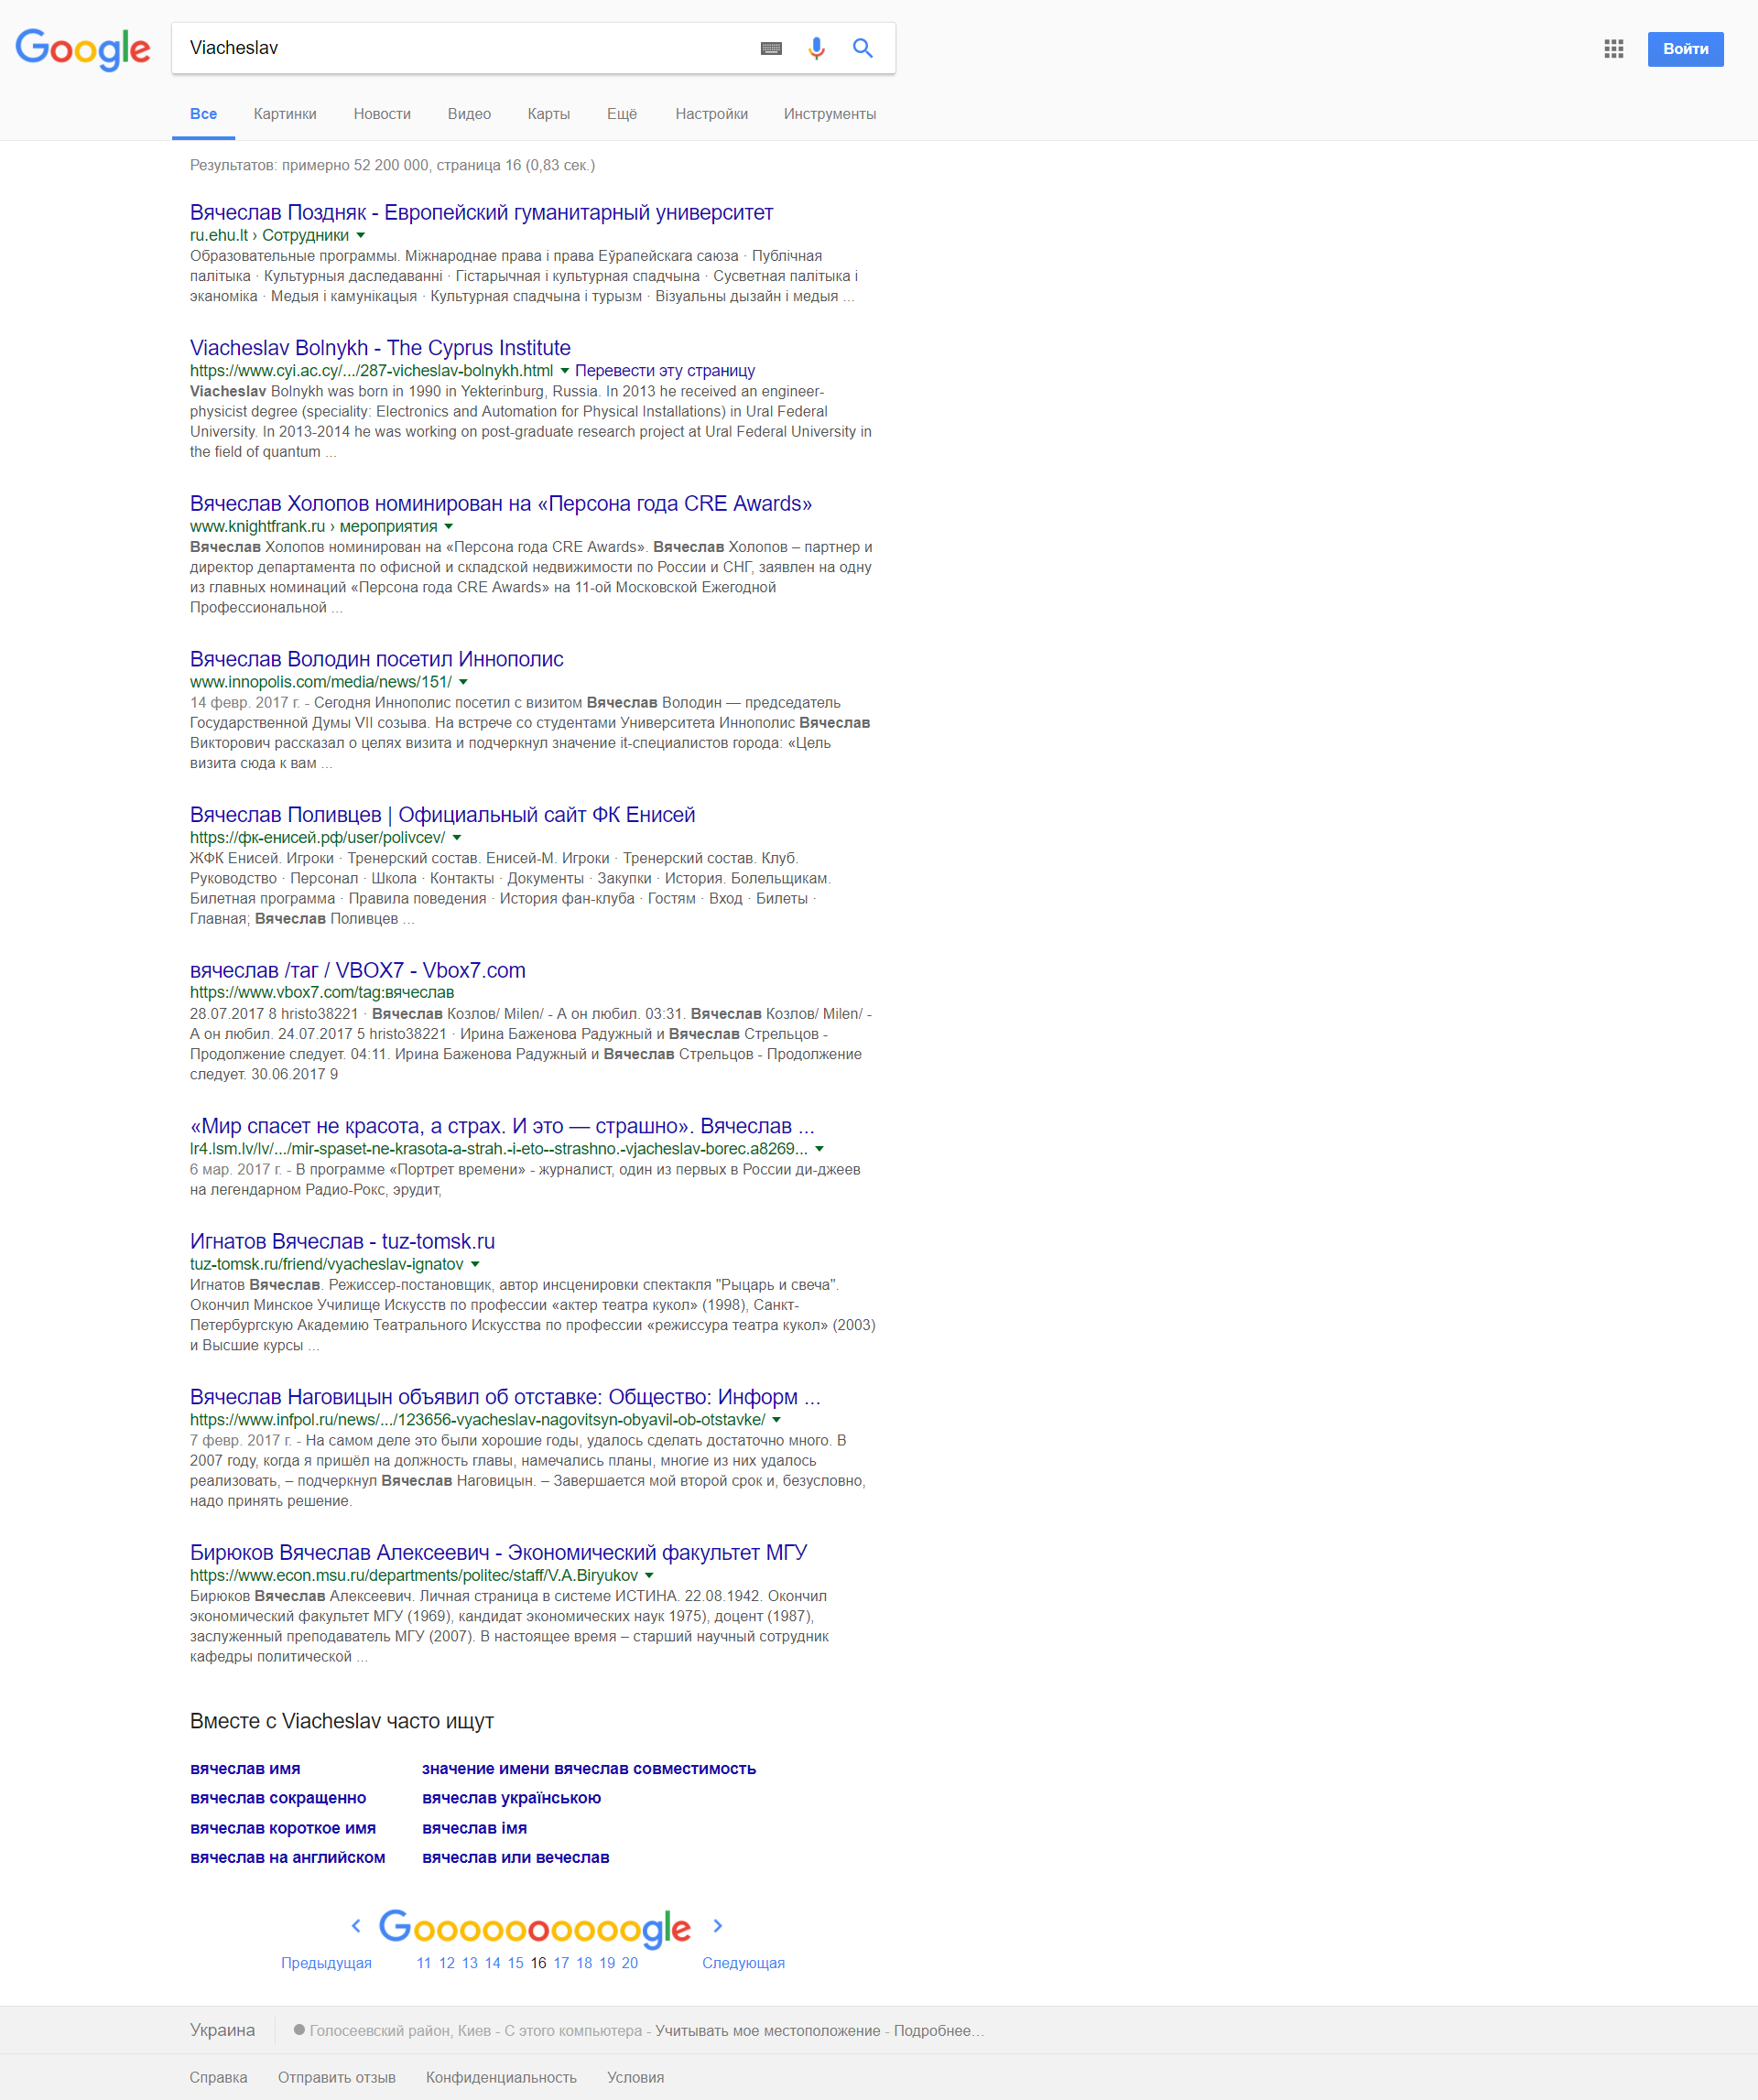 Google
Viacheslav
Войти
Все Картинки Новости Видео Карты Ещё Настройки Инструменты
Результатов: примерно 52 200 000, страница 16 (0,83 сек.)
Вячеслав Поздняк - Европейский гуманитарный университет
ru.ehu.lt › Сотрудники
Образовательные программы. Міжнароднае права і права Еўрапейскага саюза · Публічная
палітыка · Культурныя даследаванні · Гістарычная і культурная спадчына · Сусветная палітыка і
эканоміка · Медыя і камунікацыя · Культурная спадчына і турызм · Візуальны дызайн і медыя ...
Viacheslav Bolnykh - The Cyprus Institute
https://www.cyi.ac.cy/.../287-vicheslav-bolnykh.html Перевести эту страницу
Viacheslav Bolnykh was born in 1990 in Yekterinburg, Russia. In 2013 he received an engineer-
physicist degree (speciality: Electronics and Automation for Physical Installations) in Ural Federal
University. In 2013-2014 he was working on post-graduate research project at Ural Federal University in
the field of quantum ...
Вячеслав Холопов номинирован на «Персона года CRE Awards»
www.knightfrank.ru › мероприятия
Вячеслав Холопов номинирован на «Персона года CRE Awards». Вячеслав Холопов – партнер и
директор департамента по офисной и складской недвижимости по России и СНГ, заявлен на одну
из главных номинаций «Персона года CRE Awards» на 11-ой Московской Ежегодной
Профессиональной ...
Вячеслав Володин посетил Иннополис
www.innopolis.com/media/news/151/
14 февр. 2017 г. - Сегодня Иннополис посетил с визитом Вячеслав Володин — председатель
Государственной Думы VII созыва. На встрече со студентами Университета Иннополис Вячеслав
Викторович рассказал о целях визита и подчеркнул значение it-специалистов города: «Цель
визита сюда к вам ...
Вячеслав Поливцев | Официальный сайт ФК Енисей
https://фк-енисей.рф/user/polivcev/
ЖФК Енисей. Игроки · Тренерский состав. Енисей-М. Игроки · Тренерский состав. Клуб.
Руководство · Персонал · Школа · Контакты · Документы · Закупки · История. Болельщикам.
Билетная программа · Правила поведения · История фан-клуба · Гостям · Вход · Билеты ·
Главная; Вячеслав Поливцев ...
вячеслав /таг / VBOX7 - Vbox7.com
https://www.vbox7.com/tag:вячеслав
28.07.2017 8 hristo38221 · Вячеслав Козлов/ Milen/ - А он любил. 03:31. Вячеслав Козлов/ Milen/ -
А он любил. 24.07.2017 5 hristo38221 · Ирина Баженова Радужный и Вячеслав Стрельцов -
Продолжение следует. 04:11. Ирина Баженова Радужный и Вячеслав Стрельцов - Продолжение
следует. 30.06.2017 9
«Мир спасет не красота, а страх. И это — страшно». Вячеслав ...
lr4.lsm.lv/lv/.../mir-spaset-ne-krasota-a-strah.-i-eto--strashno.-vjacheslav-borec.a8269...
6 мар. 2017 г. - В программе «Портрет времени» - журналист, один из первых в России ди-джеев
на легендарном Радио-Рокс, эрудит,
Игнатов Вячеслав - tuz-tomsk.ru
tuz-tomsk.ru/friend/vyacheslav-ignatov
Игнатов Вячеслав. Режиссер-постановщик, автор инсценировки спектакля "Рыцарь и свеча".
Окончил Минское Училище Искусств по профессии «актер театра кукол» (1998), Санкт-
Петербургскую Академию Театрального Искусства по профессии «режиссура театра кукол» (2003)
и Высшие курсы ...
Вячеслав Наговицын объявил об отставке: Общество: Информ ...
https://www.infpol.ru/news/.../123656-vyacheslav-nagovitsyn-obyavil-ob-otstavke/
7 февр. 2017 г. - На самом деле это были хорошие годы, удалось сделать достаточно много. В
2007 году, когда я пришёл на должность главы, намечались планы, многие из них удалось
реализовать, – подчеркнул Вячеслав Наговицын. – Завершается мой второй срок и, безусловно,
надо принять решение.
Бирюков Вячеслав Алексеевич - Экономический факультет МГУ
https://www.econ.msu.ru/departments/politec/staff/V.A.Biryukov
Бирюков Вячеслав Алексеевич. Личная страница в системе ИСТИНА. 22.08.1942. Окончил
экономический факультет МГУ (1969), кандидат экономических наук 1975), доцент (1987),
заслуженный преподаватель МГУ (2007). В настоящее время – старший научный сотрудник
кафедры политической ...
Вместе с Viacheslav часто ищут
вячеслав имя значение имени вячеслав совместимость
вячеслав сокращенно вячеслав українською
вячеслав короткое имя вячеслав імя
вячеслав на английском вячеслав или вечеслав
Goooooooooogle
Предыдущая 11 12 13 14 15 16 17 18 19 20 Следующая
Украина Голосеевский район, Киев - С этого компьютера - Учитывать мое местоположение - Подробнее…
Справка Отправить отзыв Конфиденциальность Условия